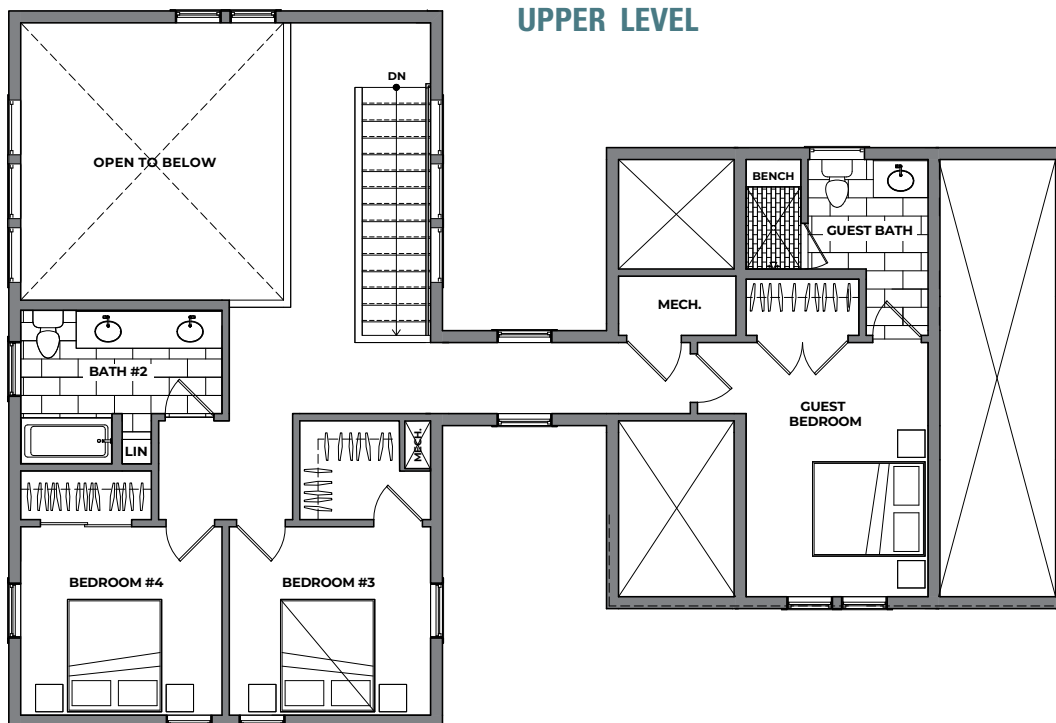 UPPER LEVEL
DN
OPEN TO BELOW
BENCH
GUEST BATH
MECH.
BATH #2
GUEST
BEDROOM
LIN
MECH.
BEDROOM #4
BEDROOM #3